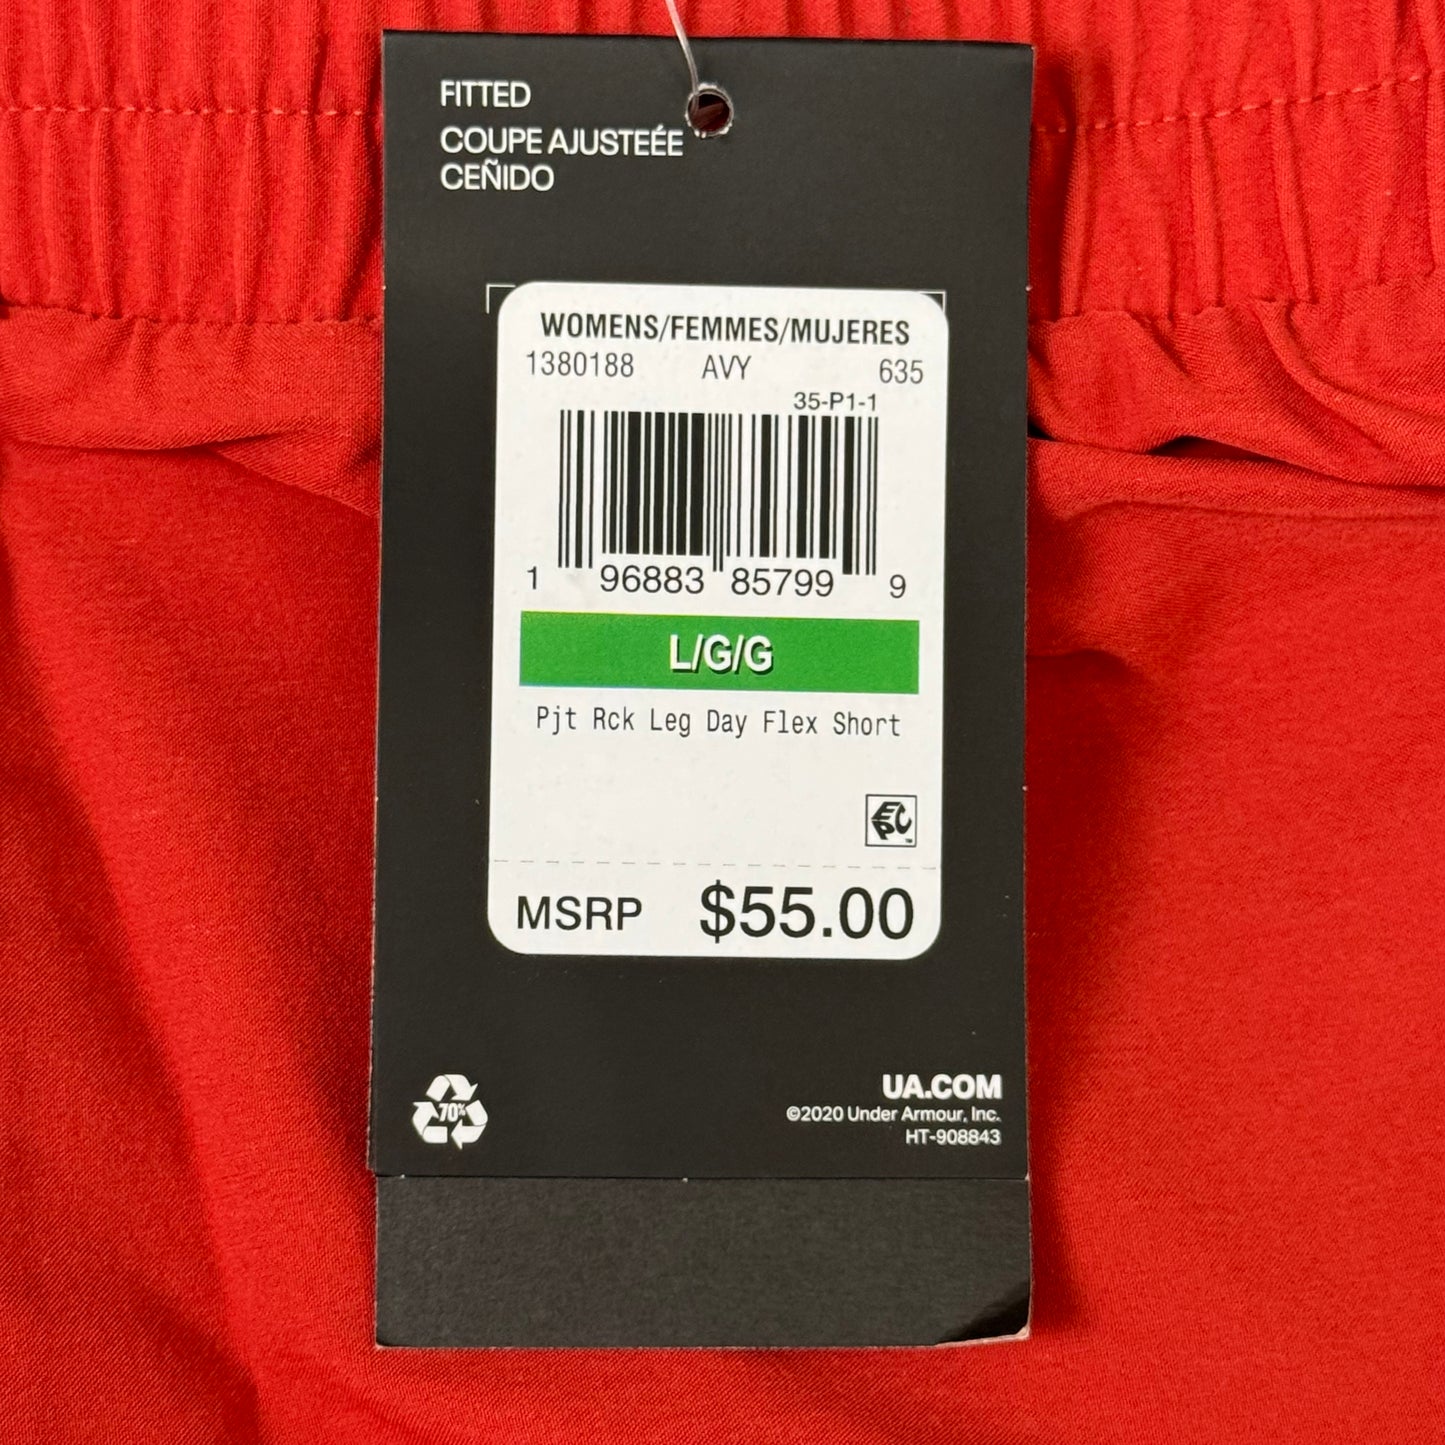 FITTED
COUPE AJUSTEÉE
CEÑIDO
WOMENS/FEMMES/MUJERES
1380188 AVY 635
35-P1-1
1 96883 85799 9
L/G/G
Pjt Rck Leg Day Flex Short
EPC
MSRP $55.00
70%
UA.COM
©2020 Under Armour, Inc.
HT-908843